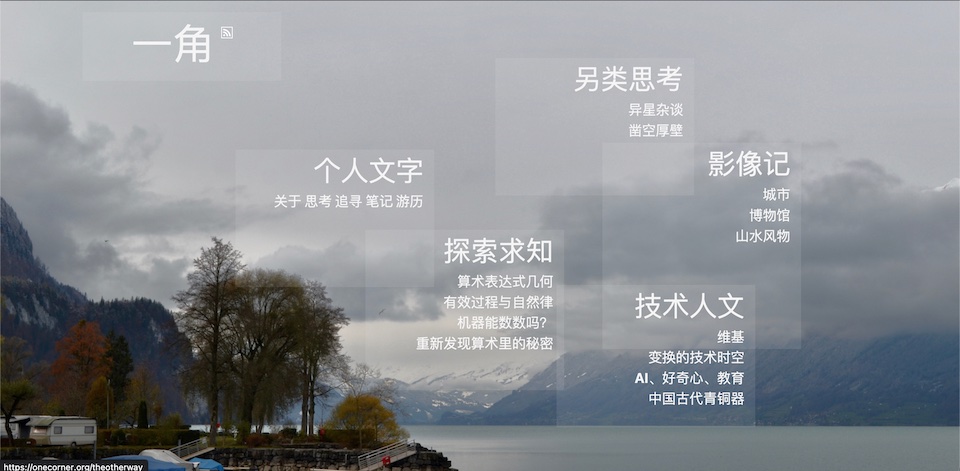 一角
另类思考
异星杂谈
凿空厚壁
个人文字
关于 思考 追寻 笔记 游历
影像记
城市
博物馆
山水风物
探索求知
算术表达式几何
有效过程与自然律
机器能数数吗？
重新发现算术里的秘密
技术人文
维基
变换的技术时空
AI、好奇心、教育
中国古代青铜器
https://onecorner.org/theotherway